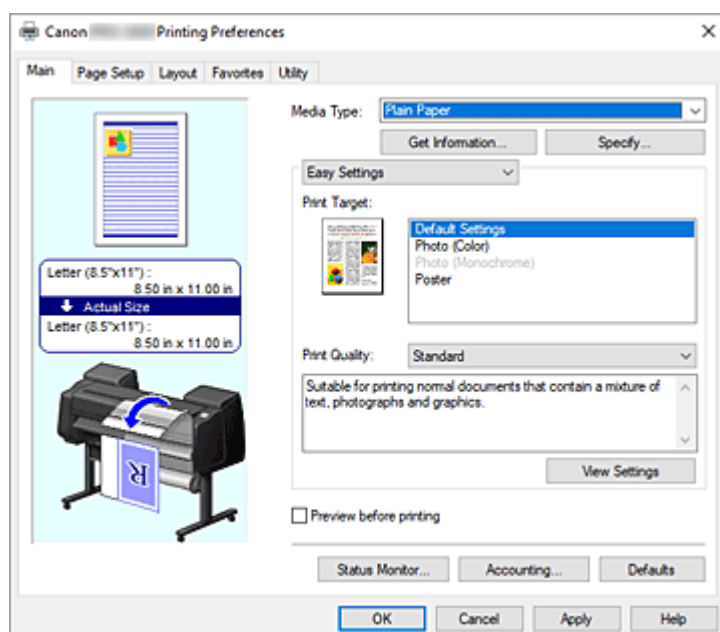 Canon Printing Preferences
Main Page Setup Layout Favorites Utility
Media Type: Plain Paper
Get Information... Specify...
Easy Settings
Print Target:
Default Settings
Photo (Color)
Photo (Monochrome)
Poster
Letter (8.5"x11") :
8.50 in x 11.00 in
Actual Size
Letter (8.5"x11") :
8.50 in x 11.00 in
R
Print Quality: Standard
Suitable for printing normal documents that contain a mixture of
text, photographs and graphics.
View Settings
Preview before printing
Status Monitor... Accounting... Defaults
OK Cancel Apply Help